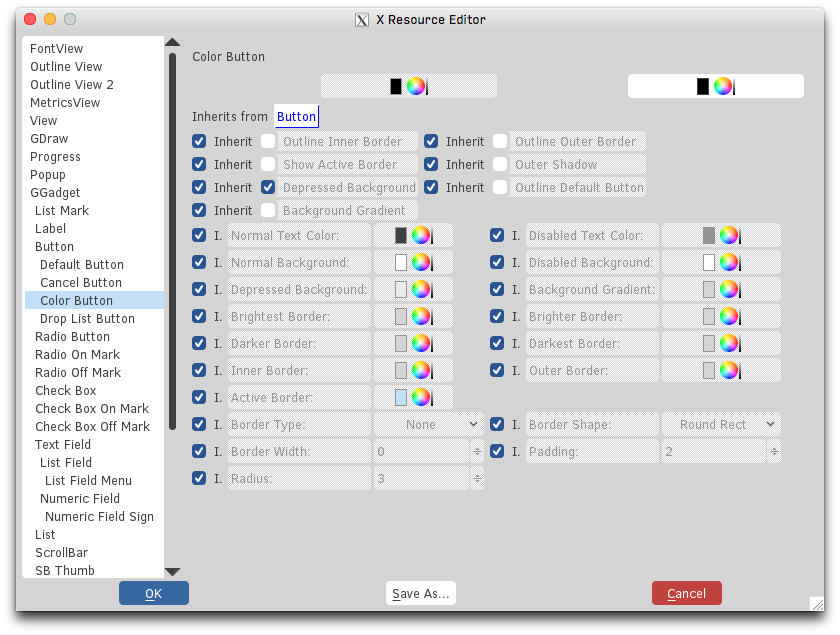 X Resource Editor
FontView
Outline View
Outline View 2
MetricsView
View
GDraw
Progress
Popup
GGadget
List Mark
Label
Button
Default Button
Cancel Button
Color Button
Drop List Button
Radio Button
Radio On Mark
Radio Off Mark
Check Box
Check Box On Mark
Check Box Off Mark
Text Field
List Field
List Field Menu
Numeric Field
Numeric Field Sign
List
ScrollBar
SB Thumb
Color Button
Inherits from Button
Inherit Outline Inner Border Inherit Outline Outer Border
Inherit Show Active Border Inherit Outer Shadow
Inherit Depressed Background Inherit Outline Default Button
Inherit Background Gradient
I. Normal Text Color: I. Disabled Text Color:
I. Normal Background: I. Disabled Background:
I. Depressed Background: I. Background Gradient:
I. Brightest Border: I. Brighter Border:
I. Darker Border: I. Darkest Border:
I. Inner Border: I. Outer Border:
I. Active Border:
I. Border Type: None I. Border Shape: Round Rect
I. Border Width: 0 I. Padding: 2
I. Radius: 3
OK Save As... Cancel